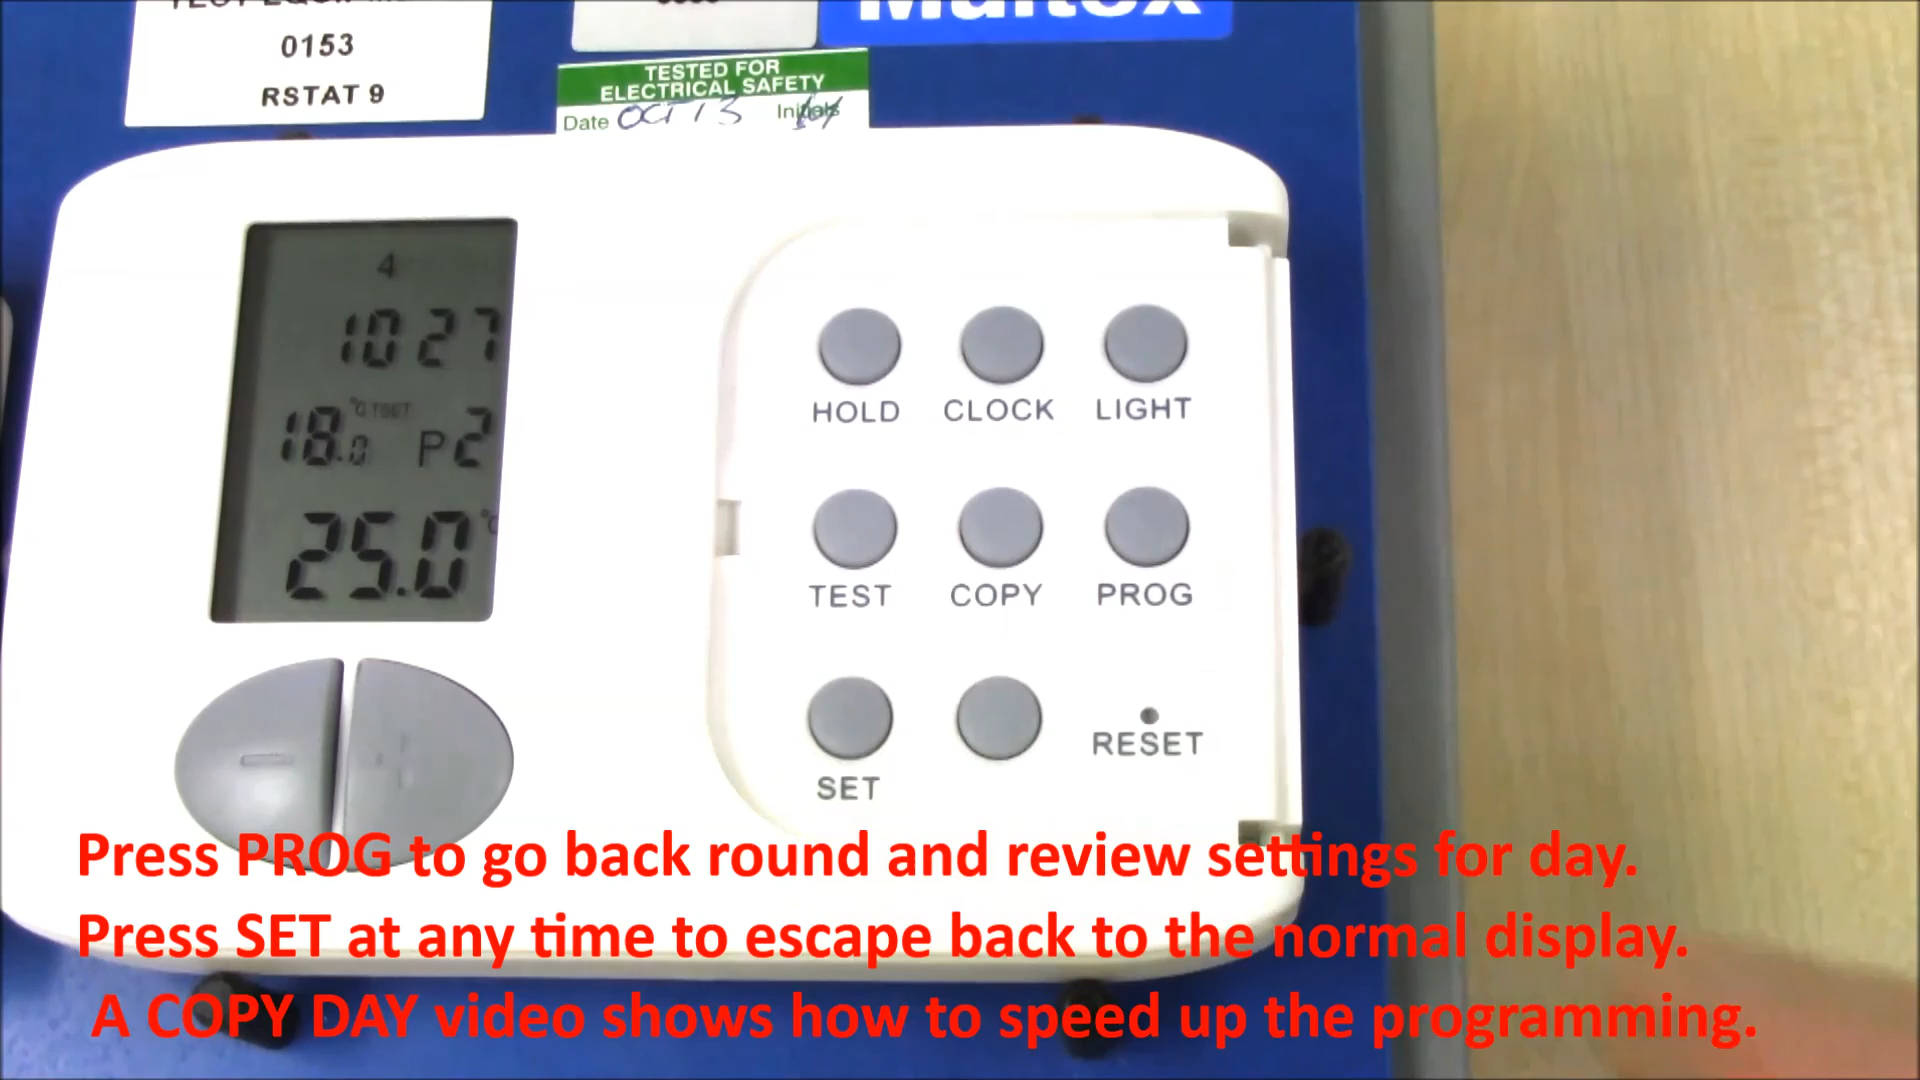 0153
RSTAT 9
TESTED FOR
ELECTRICAL SAFETY
Date OCT 13 Initials
4
10 27
°C TSET
18.0 P2
25.0 °C
HOLD CLOCK LIGHT
TEST COPY PROG
SET RESET
Press PROG to go back round and review settings for day.
Press SET at any time to escape back to the normal display.
A COPY DAY video shows how to speed up the programming.